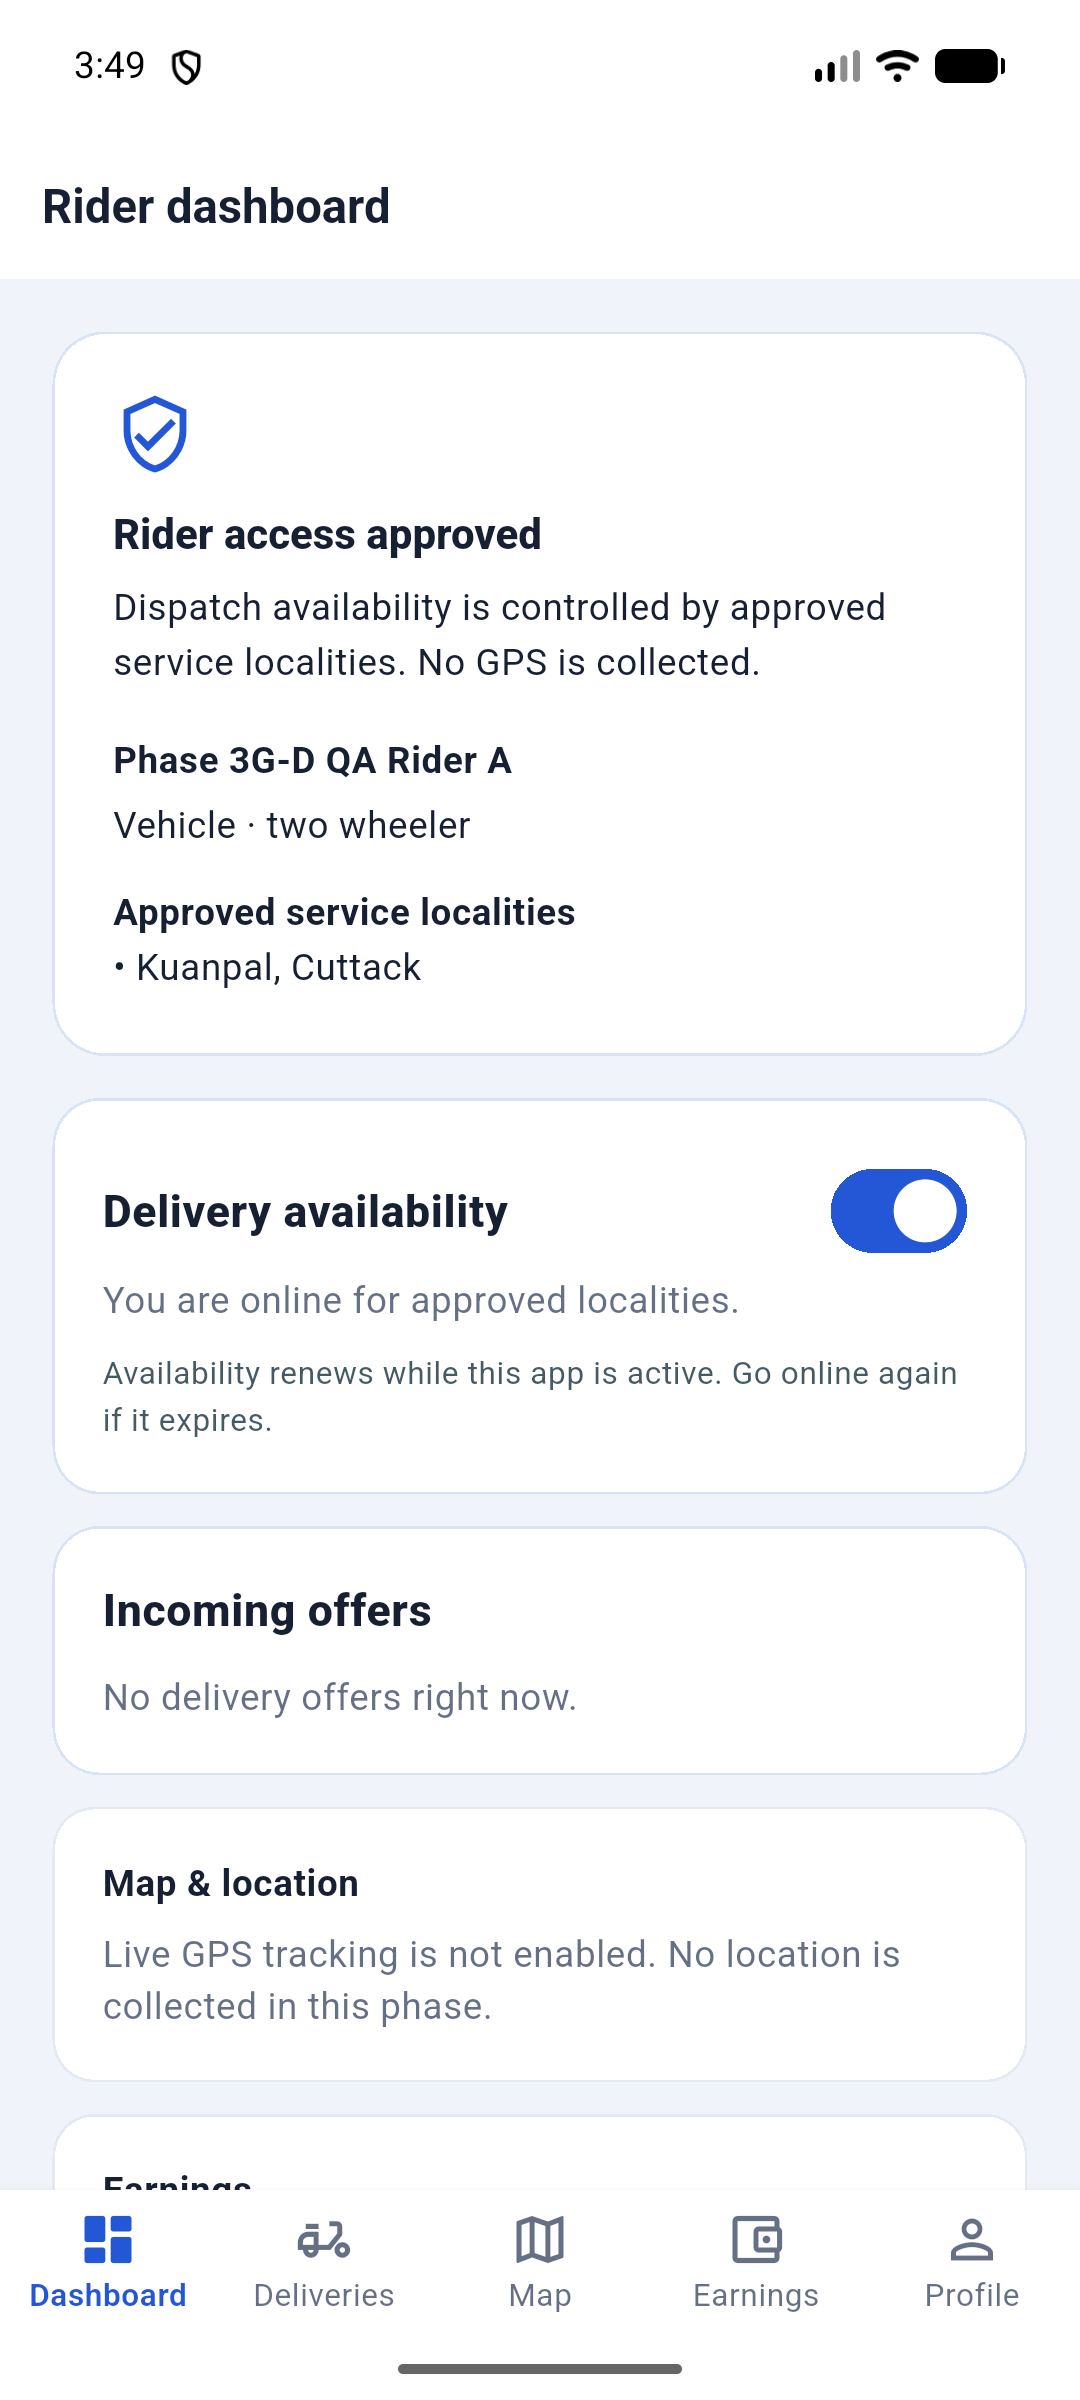 3:49
Rider dashboard
Rider access approved
Dispatch availability is controlled by approved
service localities. No GPS is collected.
Phase 3G-D QA Rider A
Vehicle · two wheeler
Approved service localities
• Kuanpal, Cuttack
Delivery availability
You are online for approved localities.
Availability renews while this app is active. Go online again
if it expires.
Incoming offers
No delivery offers right now.
Map & location
Live GPS tracking is not enabled. No location is
collected in this phase.
Earnings
Dashboard
Deliveries
Map
Earnings
Profile